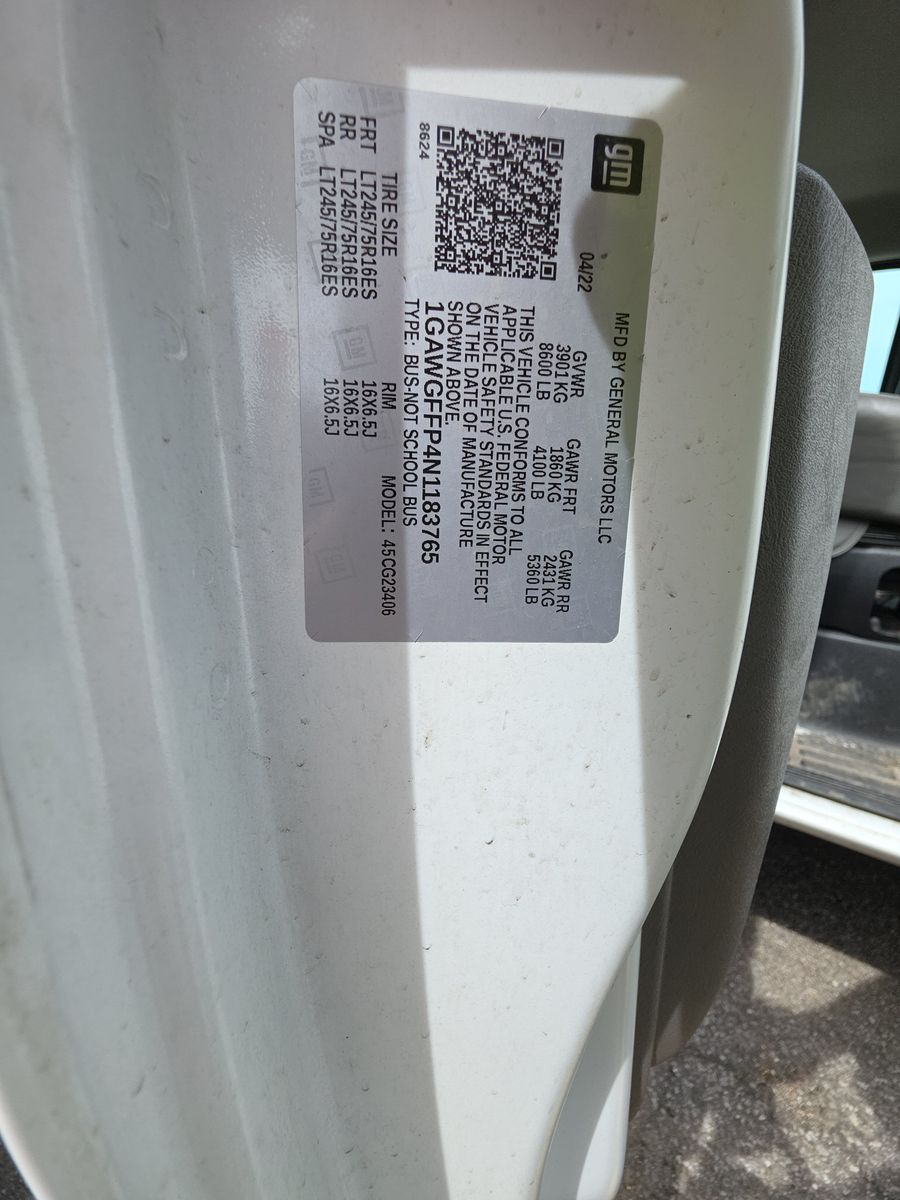 gm
MFD BY GENERAL MOTORS LLC
04/22
GVWR GAWR FRT GAWR RR
3901 KG 1860 KG 2431 KG
8600 LB 4100 LB 5360 LB
THIS VEHICLE CONFORMS TO ALL
APPLICABLE U.S. FEDERAL MOTOR
VEHICLE SAFETY STANDARDS IN EFFECT
ON THE DATE OF MANUFACTURE
SHOWN ABOVE.
8624
1GAWGFFP4N1183765
TYPE: BUS-NOT SCHOOL BUS
TIRE SIZE RIM MODEL: 45CG23406
FRT LT245/75R16ES 16X6.5J
RR LT245/75R16ES 16X6.5J
SPA LT245/75R16ES 16X6.5J